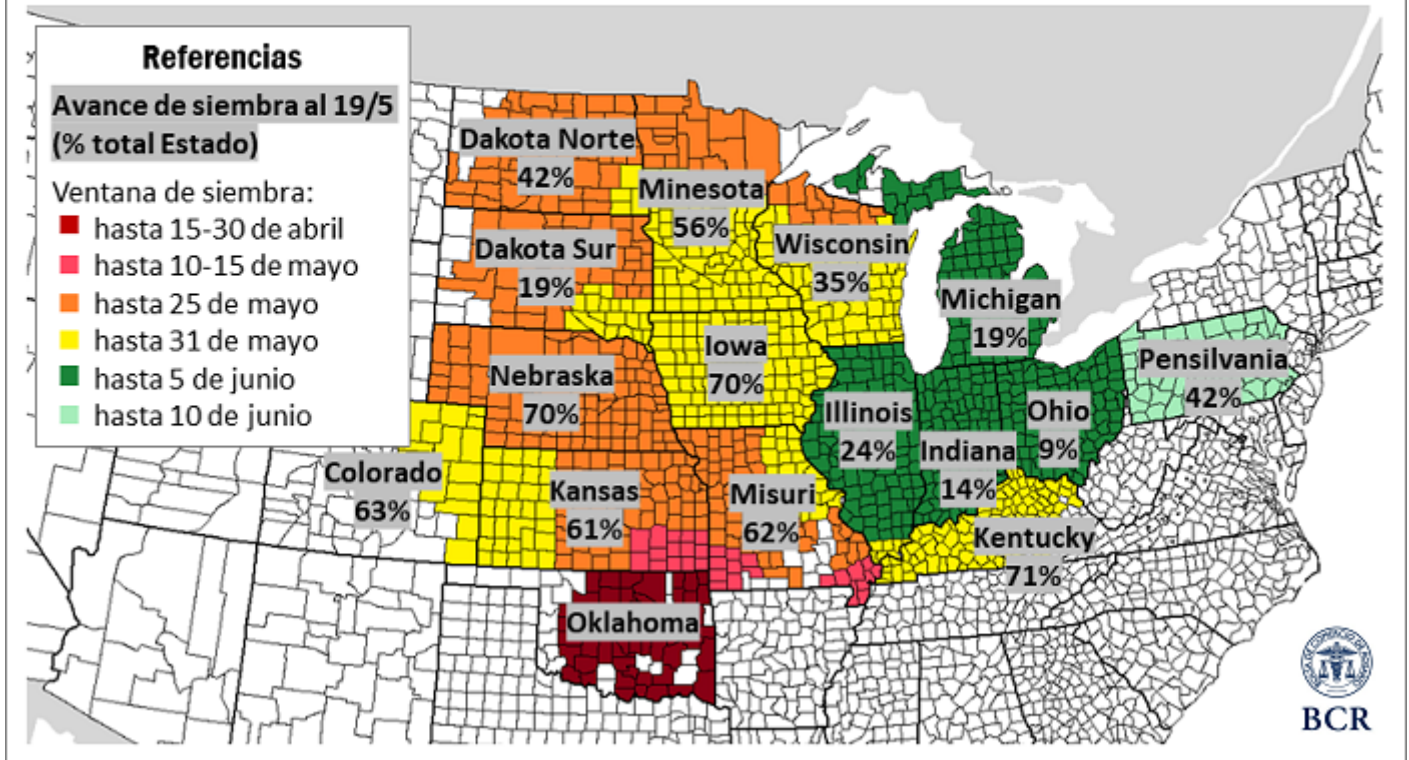 Referencias
Avance de siembra al 19/5
(% total Estado)
Ventana de siembra:
hasta 15-30 de abril
hasta 10-15 de mayo
hasta 25 de mayo
hasta 31 de mayo
hasta 5 de junio
hasta 10 de junio
Dakota Norte
42%
Minesota
56%
Dakota Sur
19%
Wisconsin
35%
Michigan
19%
Iowa
70%
Nebraska
70%
Pensilvania
42%
Illinois
24%
Ohio
9%
Indiana
14%
Colorado
63%
Kansas
61%
Misuri
62%
Kentucky
71%
Oklahoma
BCR